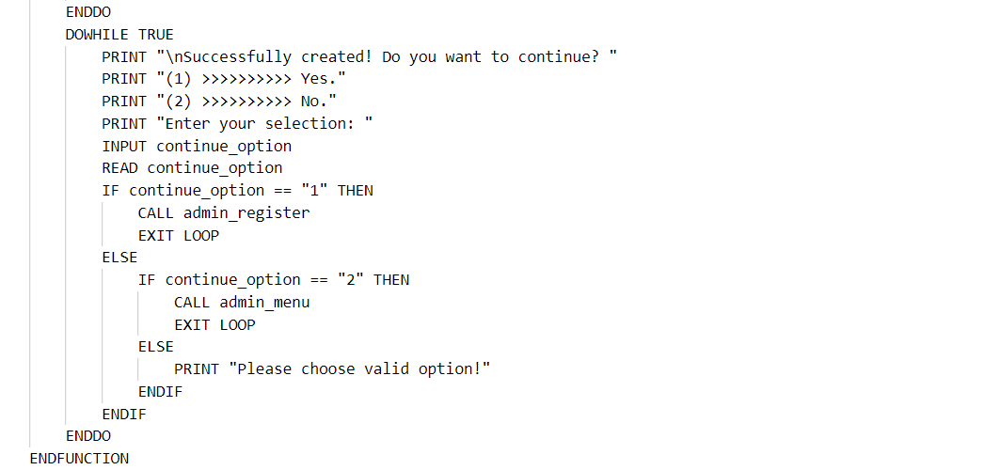 ENDDO
DOWHILE TRUE
PRINT "\nSuccessfully created! Do you want to continue? "
PRINT "(1) >>>>>>>>>> Yes."
PRINT "(2) >>>>>>>>>> No."
PRINT "Enter your selection: "
INPUT continue_option
READ continue_option
IF continue_option == "1" THEN
CALL admin_register
EXIT LOOP
ELSE
IF continue_option == "2" THEN
CALL admin_menu
EXIT LOOP
ELSE
PRINT "Please choose valid option!"
ENDIF
ENDIF
ENDDO
ENDFUNCTION